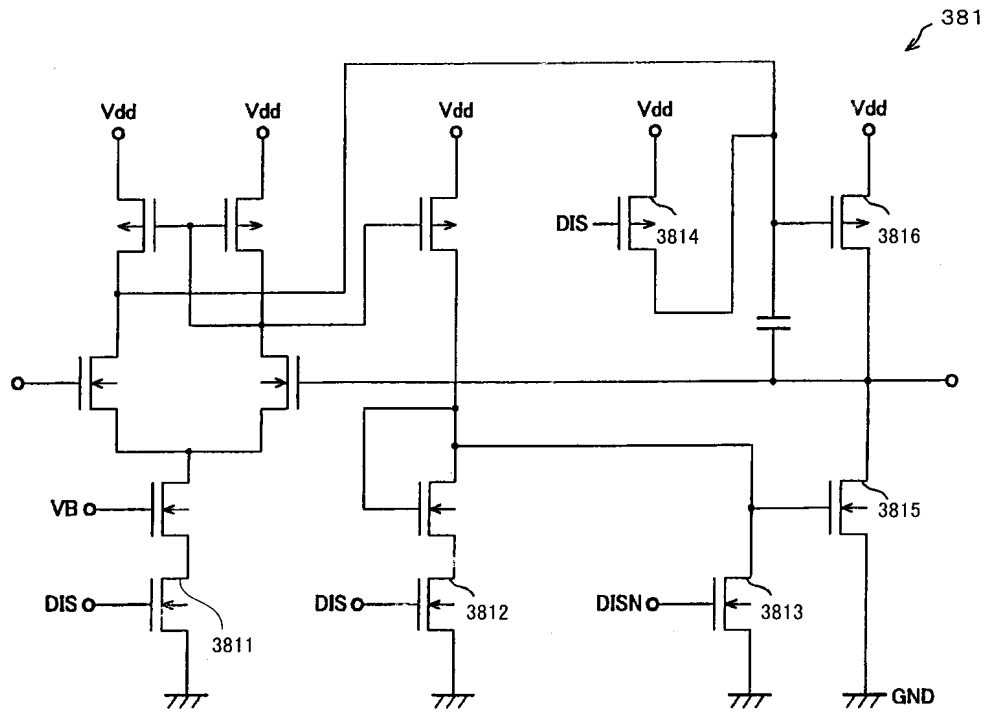 381
Vdd
Vdd
Vdd
Vdd
Vdd
DIS
3814
3816
VB
3815
DIS
3811
DIS
3812
DISN
3813
GND